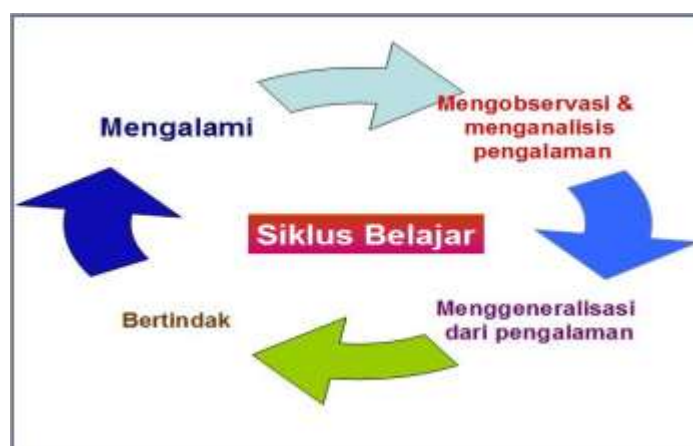 Mengalami
Mengobservasi &
menganalisis
pengalaman
Siklus Belajar
Bertindak
Menggeneralisasi
dari pengalaman